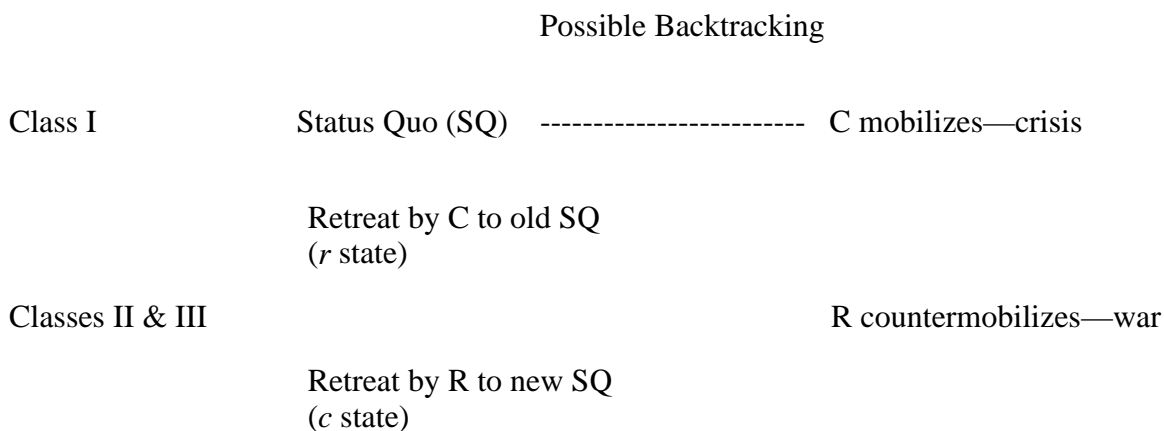 Possible Backtracking
Class I Status Quo (SQ) ------------------------- C mobilizes—crisis
Retreat by C to old SQ
(r state)
Classes II & III R countermobilizes—war
Retreat by R to new SQ
(c state)